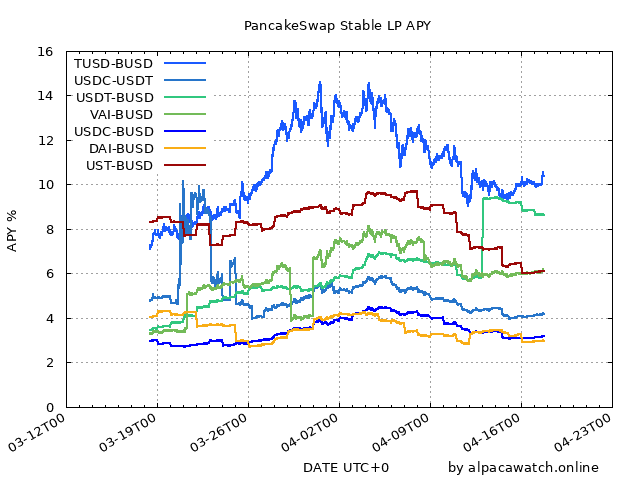 PancakeSwap Stable LP APY
16
14
12
10
8
6
4
2
0
APY %
TUSD-BUSD
USDC-USDT
USDT-BUSD
VAI-BUSD
USDC-BUSD
DAI-BUSD
UST-BUSD
03-12T00
03-19T00
03-26T00
04-02T00
04-09T00
04-16T00
04-23T00
DATE UTC+0
by alpacawatch.online